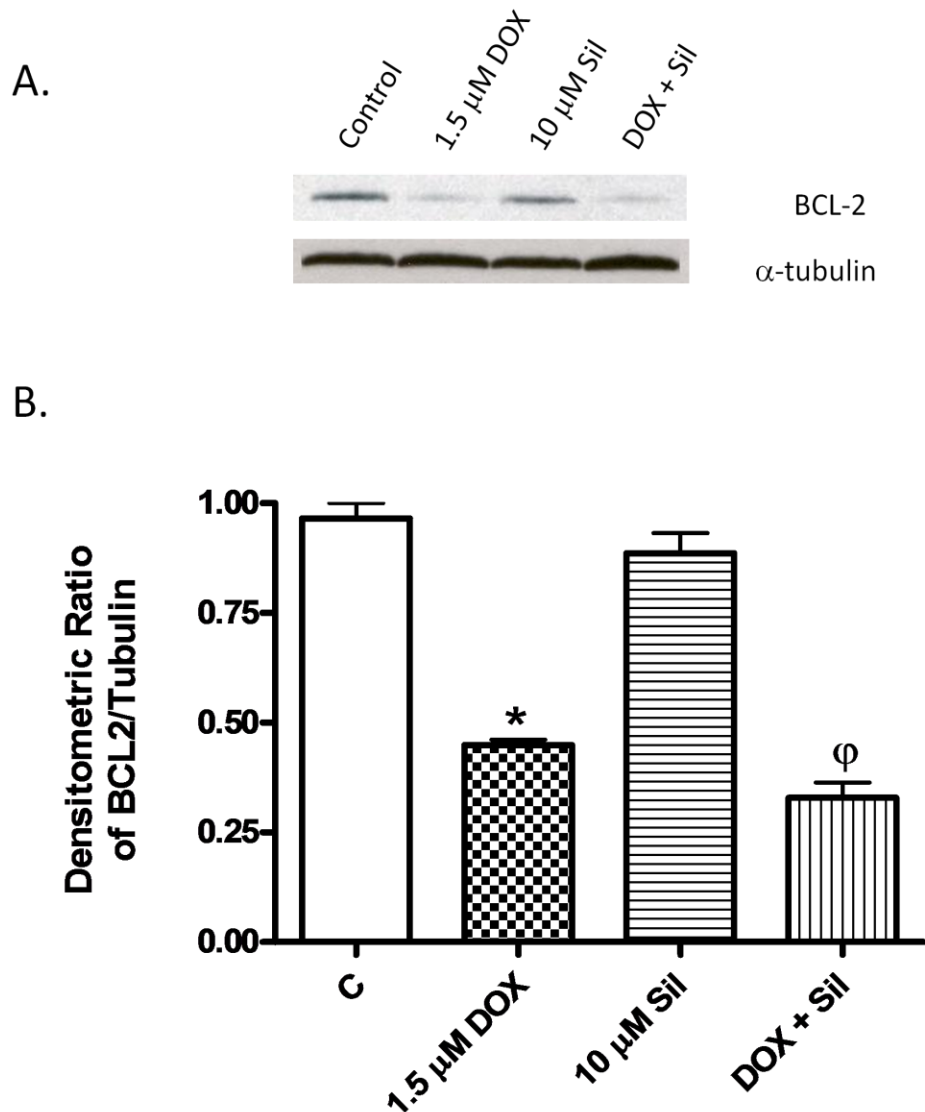 A.
Control
1.5 μM DOX
10 μM Sil
DOX + Sil
BCL-2
α-tubulin
B.
Densitometric Ratio
of BCL2/Tubulin
1.00
0.75
0.50
0.25
0.00
*
φ
C
1.5 μM DOX
10 μM Sil
DOX + Sil